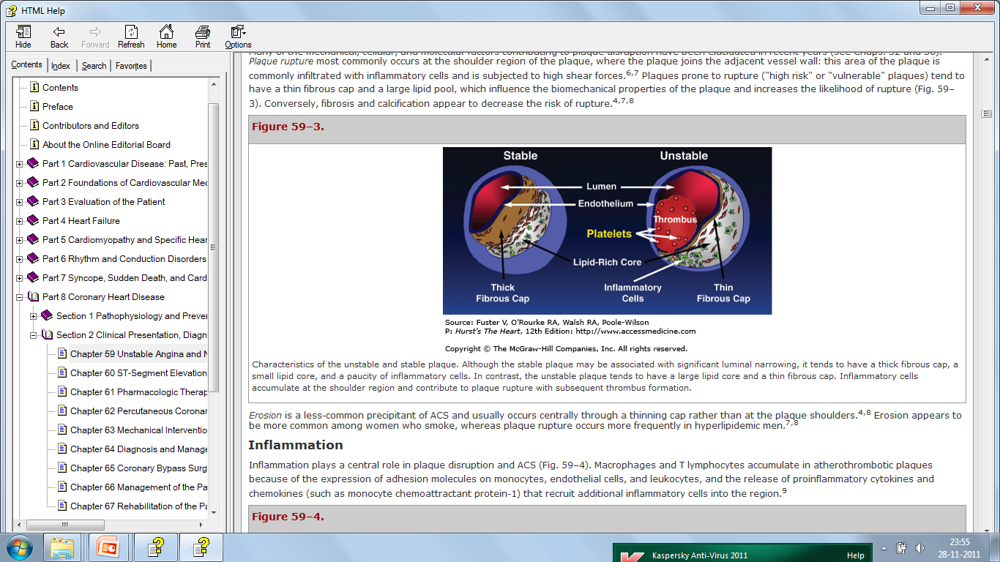 HTML Help
Hide
Back
Forward
Refresh
Home
Print
Options
Contents
Index
Search
Favorites
Contents
Preface
Contributors and Editors
About the Online Editorial Board
Part 1 Cardiovascular Disease: Past, Pres
Part 2 Foundations of Cardiovascular Med
Part 3 Evaluation of the Patient
Part 4 Heart Failure
Part 5 Cardiomyopathy and Specific Hear
Part 6 Rhythm and Conduction Disorders
Part 7 Syncope, Sudden Death, and Card
Part 8 Coronary Heart Disease
Section 1 Pathophysiology and Preve
Section 2 Clinical Presentation, Diagn
Chapter 59 Unstable Angina and N
Chapter 60 ST-Segment Elevation
Chapter 61 Pharmacologic Therap
Chapter 62 Percutaneous Coronar
Chapter 63 Mechanical Interventio
Chapter 64 Diagnosis and Manage
Chapter 65 Coronary Bypass Surg
Chapter 66 Management of the Pa
Chapter 67 Rehabilitation of the Pa
Many of the mechanical, cellular, and molecular factors contributing to plaque disruption have been elucidated in recent years (see Chaps. 52 and
Plaque rupture most commonly occurs at the shoulder region of the plaque, where the plaque joins the adjacent vessel wall: this area of the plaque is
commonly infiltrated with inflammatory cells and is subjected to high shear forces.6,7 Plaques prone to rupture ("high risk" or "vulnerable" plaques) tend to
have a thin fibrous cap and a large lipid pool, which influence the biomechanical properties of the plaque and increases the likelihood of rupture (Fig. 59–
3). Conversely, fibrosis and calcification appear to decrease the risk of rupture.4,7,8
Figure 59–3.
Stable
Unstable
Lumen
Endothelium
Thrombus
Platelets
Lipid-Rich Core
Thick
Fibrous Cap
Inflammatory
Cells
Thin
Fibrous Cap
Source: Fuster V, O'Rourke RA, Walsh RA, Poole-Wilson
P: Hurst's The Heart, 12th Edition: http://www.accessmedicine.com
Copyright © The McGraw-Hill Companies, Inc. All rights reserved.
Characteristics of the unstable and stable plaque. Although the stable plaque may be associated with significant luminal narrowing, it tends to have a thick fibrous cap, a
small lipid core, and a paucity of inflammatory cells. In contrast, the unstable plaque tends to have a large lipid core and a thin fibrous cap. Inflammatory cells
accumulate at the shoulder region and contribute to plaque rupture with subsequent thrombus formation.
Erosion is a less-common precipitant of ACS and usually occurs centrally through a thinning cap rather than at the plaque shoulders.4,8 Erosion appears to
be more common among women who smoke, whereas plaque rupture occurs more frequently in hyperlipidemic men.7,8
Inflammation
Inflammation plays a central role in plaque disruption and ACS (Fig. 59–4). Macrophages and T lymphocytes accumulate in atherothrombotic plaques
because of the expression of adhesion molecules on monocytes, endothelial cells, and leukocytes, and the release of proinflammatory cytokines and
chemokines (such as monocyte chemoattractant protein-1) that recruit additional inflammatory cells into the region.9
Figure 59–4.
Kaspersky Anti-Virus 2011
Help
23:55
28-11-2011